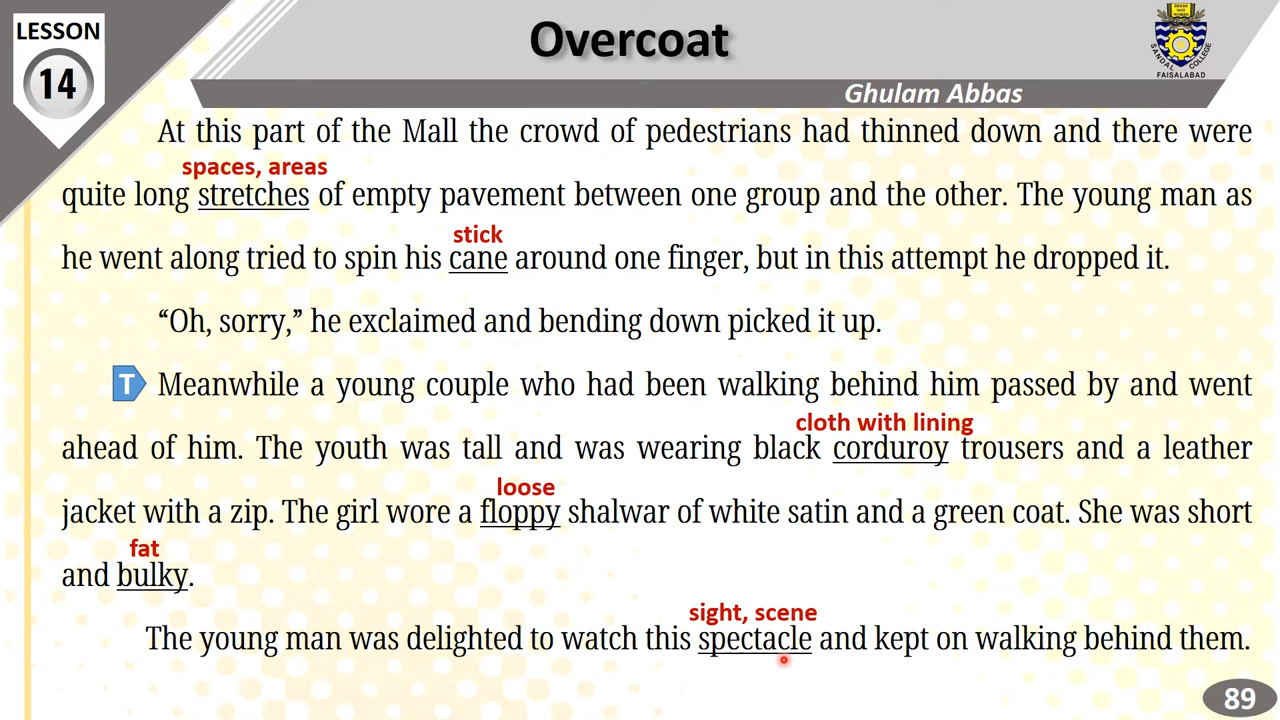 LESSON
14
Overcoat
DEEDS NOT WORDS
SANDAL COLLEGE
FAISALABAD
Ghulam Abbas
At this part of the Mall the crowd of pedestrians had thinned down and there were
spaces, areas
quite long stretches of empty pavement between one group and the other. The young man as
stick
he went along tried to spin his cane around one finger, but in this attempt he dropped it.
“Oh, sorry,” he exclaimed and bending down picked it up.
T Meanwhile a young couple who had been walking behind him passed by and went
cloth with lining
ahead of him. The youth was tall and was wearing black corduroy trousers and a leather
loose
jacket with a zip. The girl wore a floppy shalwar of white satin and a green coat. She was short
fat
and bulky.
sight, scene
The young man was delighted to watch this spectacle and kept on walking behind them.
89